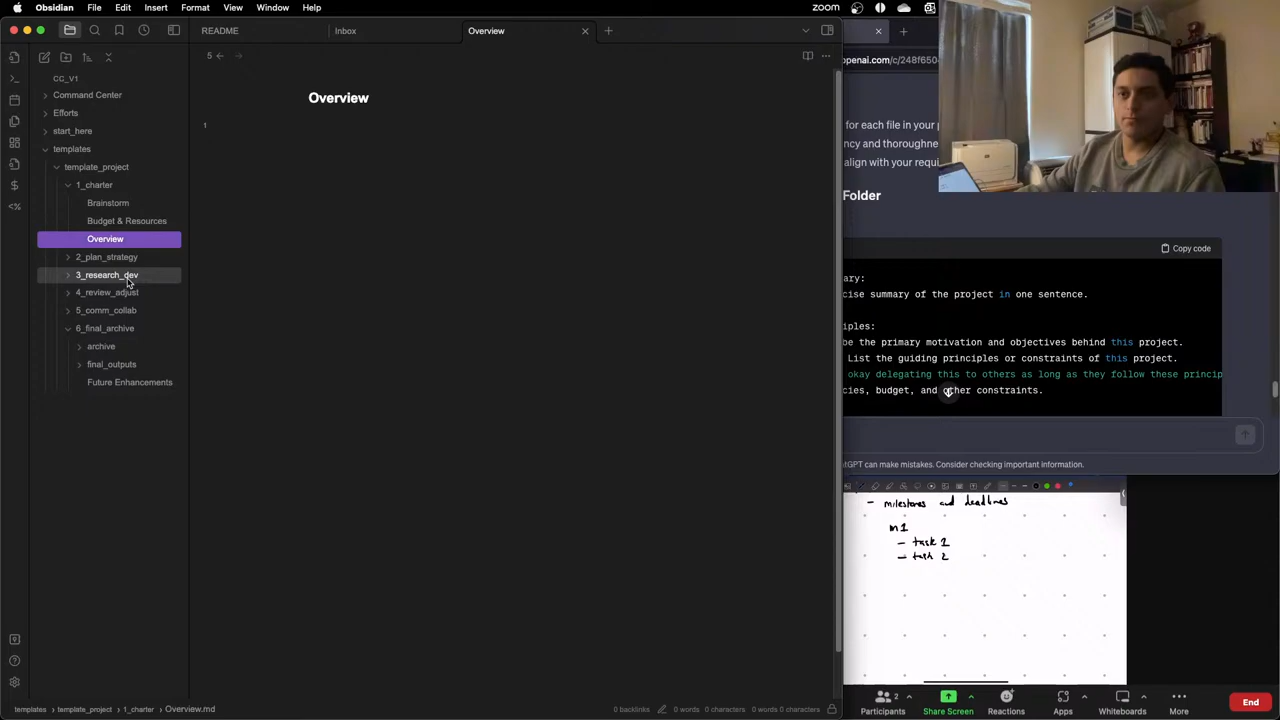 Obsidian File Edit Insert Format View Window Help
zoom
README Inbox Overview
5
openai.com/c/248f650
CC_V1
Command Center
Efforts
start_here
templates
template_project
1_charter
Brainstorm
Budget & Resources
Overview
2_plan_strategy
3_research_dev
4_review_adjust
5_comm_collab
6_final_archive
archive
final_outputs
Future Enhancements
Overview
1
for each file in your p
ncy and thoroughne
align with your requi
Folder
Copy code
mary:
cise summary of the project in one sentence.
iples:
be the primary motivation and objectives behind this project.
List the guiding principles or constraints of this project.
okay delegating this to others as long as they follow these princip
cies, budget, and other constraints.
atGPT can make mistakes. Consider checking important information.
- milestones and deadlines
m1
- task 1
- task 2
templates template_project 1_charter Overview.md
0 backlinks 0 words 0 characters 0 words 0 characters
2
Participants Share Screen Reactions Apps Whiteboards More End